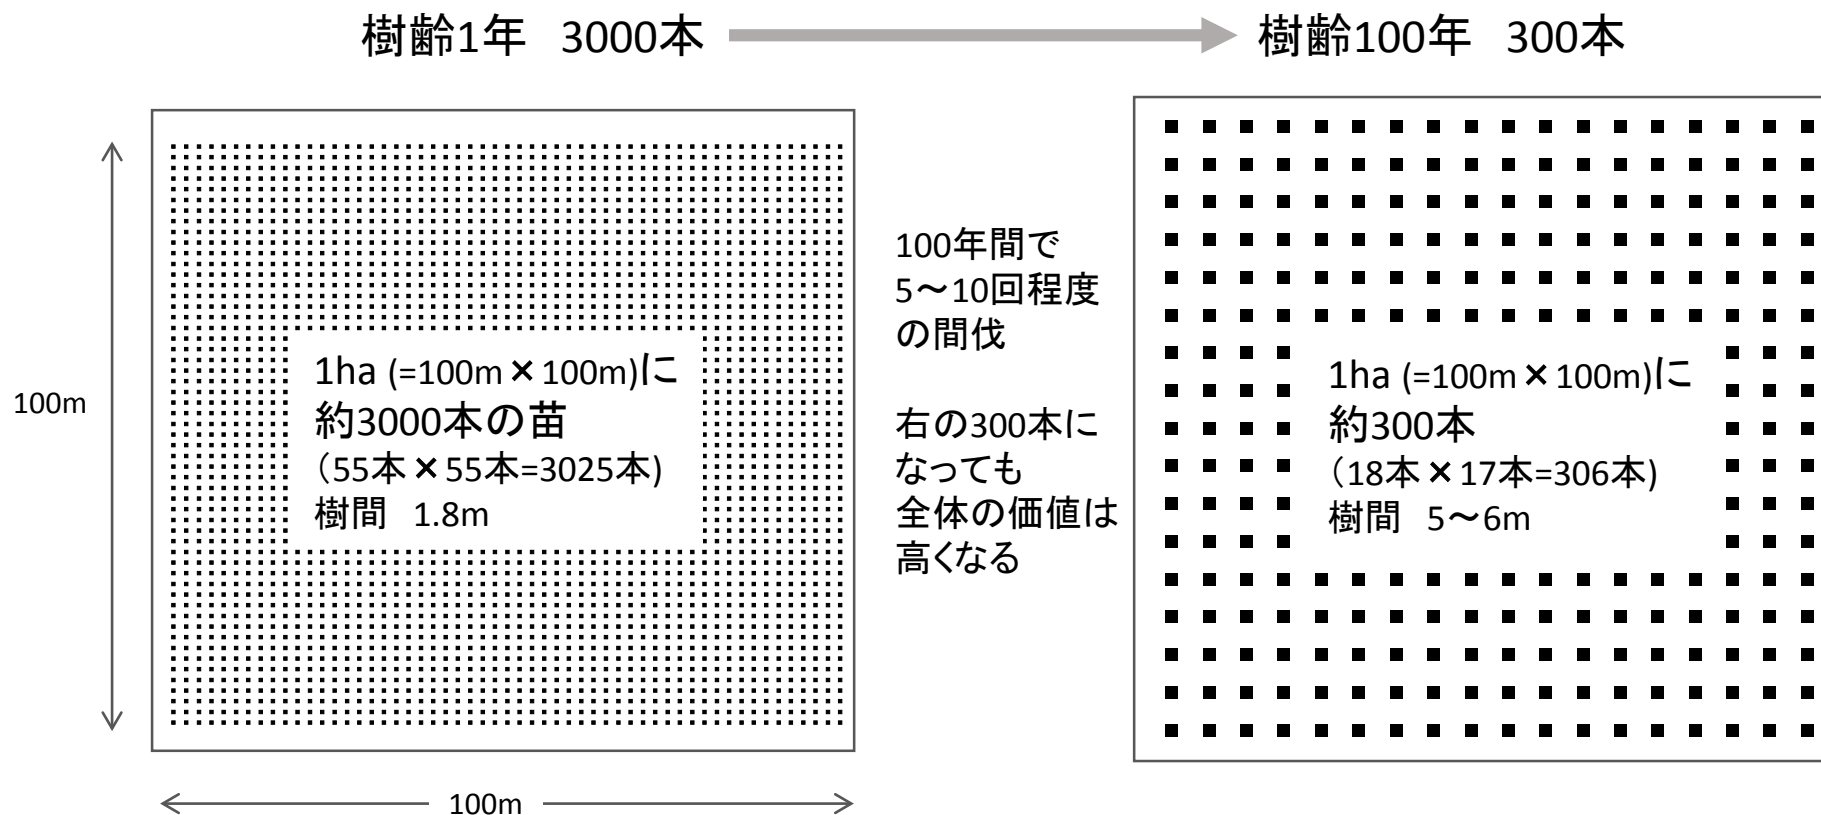 樹齢1年 3000本
樹齢100年 300本
100m
1ha (=100m×100m)に
約3000本の苗
（55本×55本=3025本)
樹間 1.8m
100m
100年間で
5〜10回程度
の間伐
右の300本に
なっても
全体の価値は
高くなる
1ha (=100m×100m)に
約300本
（18本×17本=306本)
樹間 5〜6m